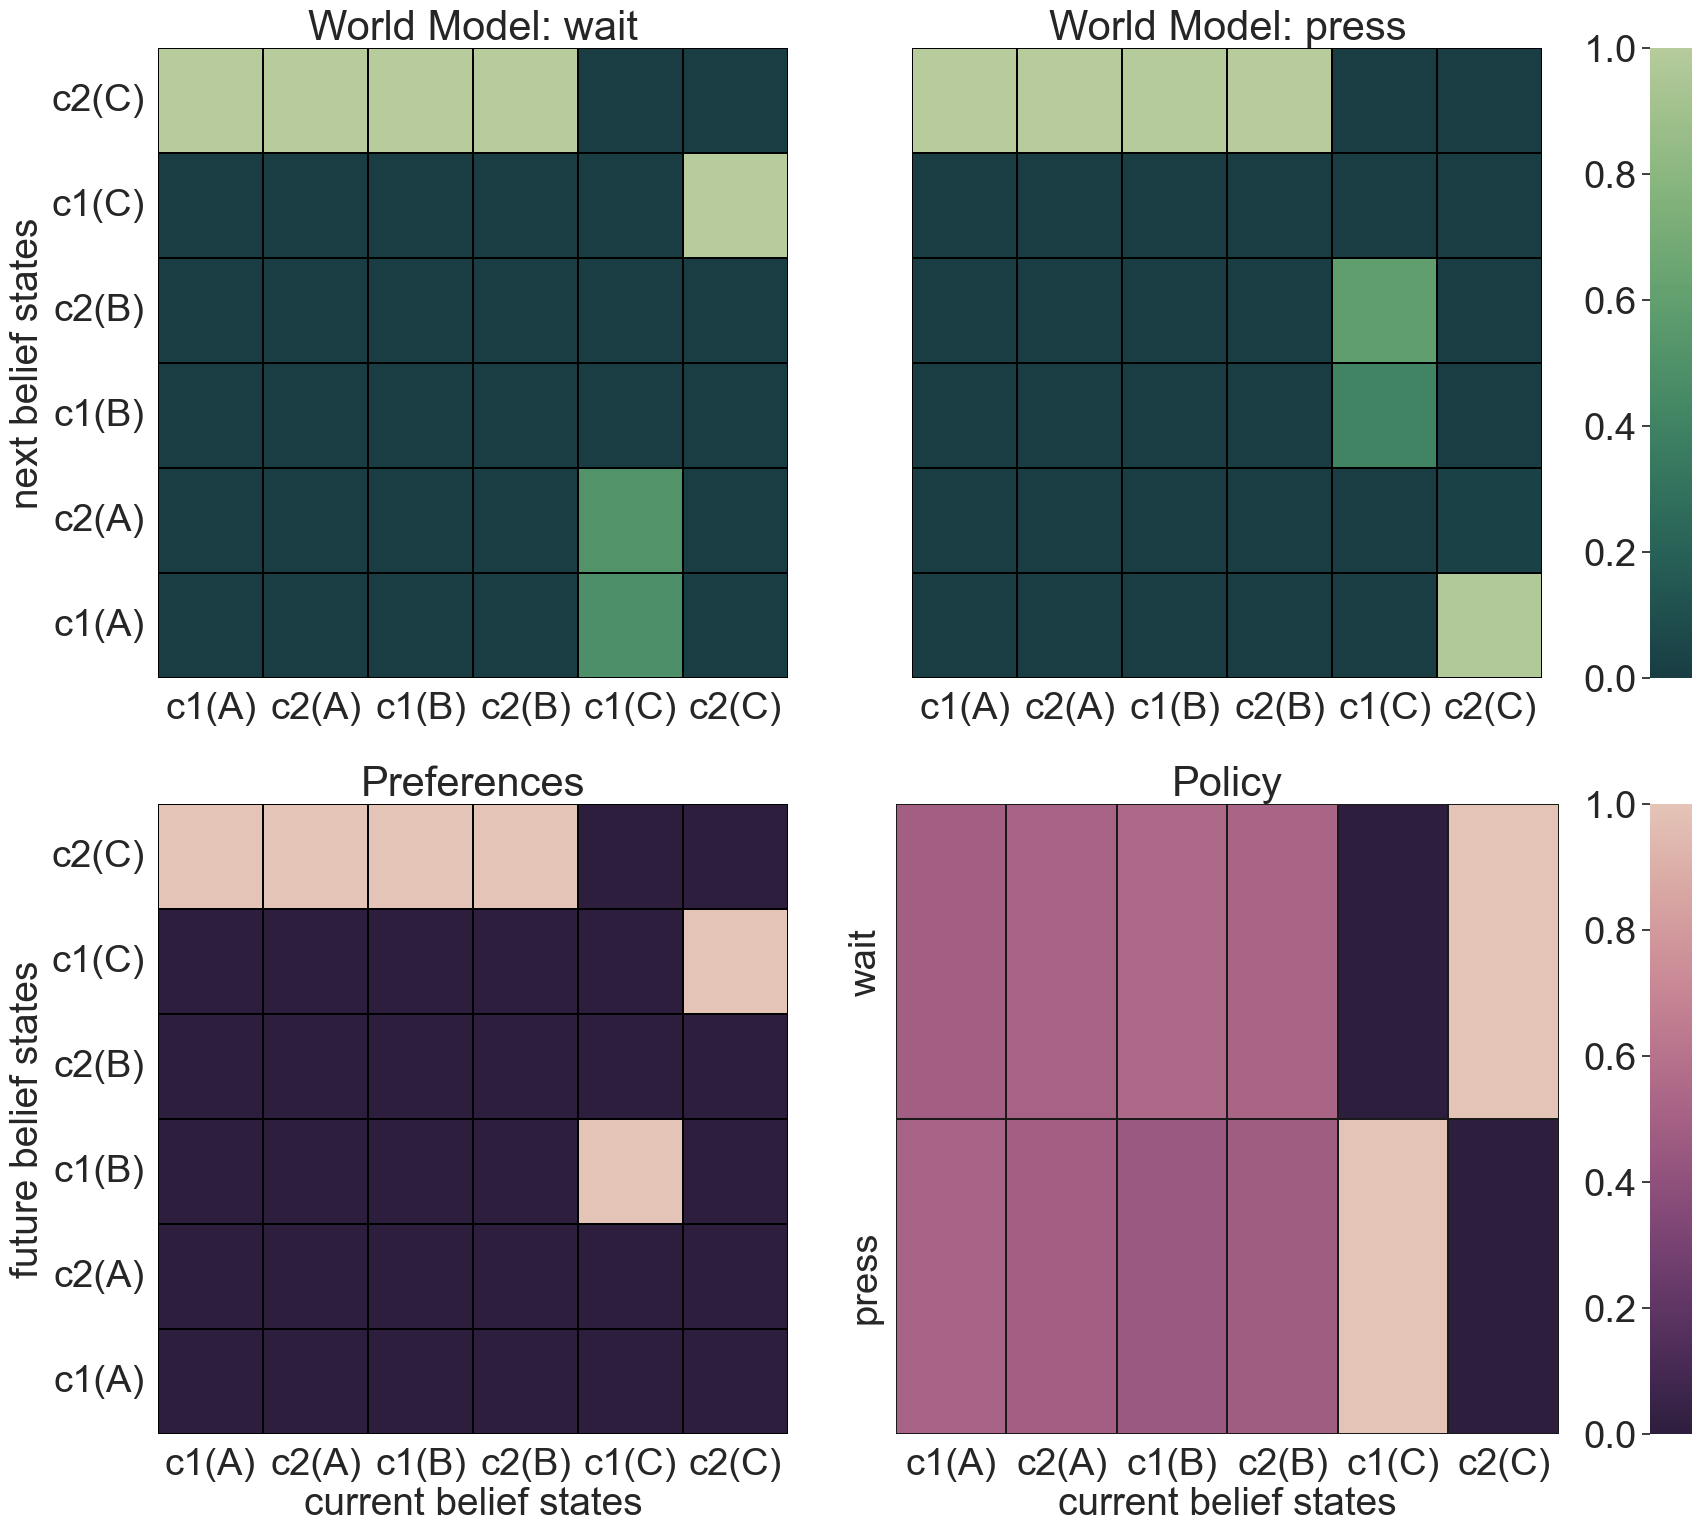 World Model: wait
World Model: press
next belief states
c2(C)
c1(C)
c2(B)
c1(B)
c2(A)
c1(A)
c1(A) c2(A) c1(B) c2(B) c1(C) c2(C)
c1(A) c2(A) c1(B) c2(B) c1(C) c2(C)
1.0
0.8
0.6
0.4
0.2
0.0
Preferences
Policy
future belief states
c2(C)
c1(C)
c2(B)
c1(B)
c2(A)
c1(A)
c1(A) c2(A) c1(B) c2(B) c1(C) c2(C)
current belief states
wait
press
c1(A) c2(A) c1(B) c2(B) c1(C) c2(C)
current belief states
1.0
0.8
0.6
0.4
0.2
0.0